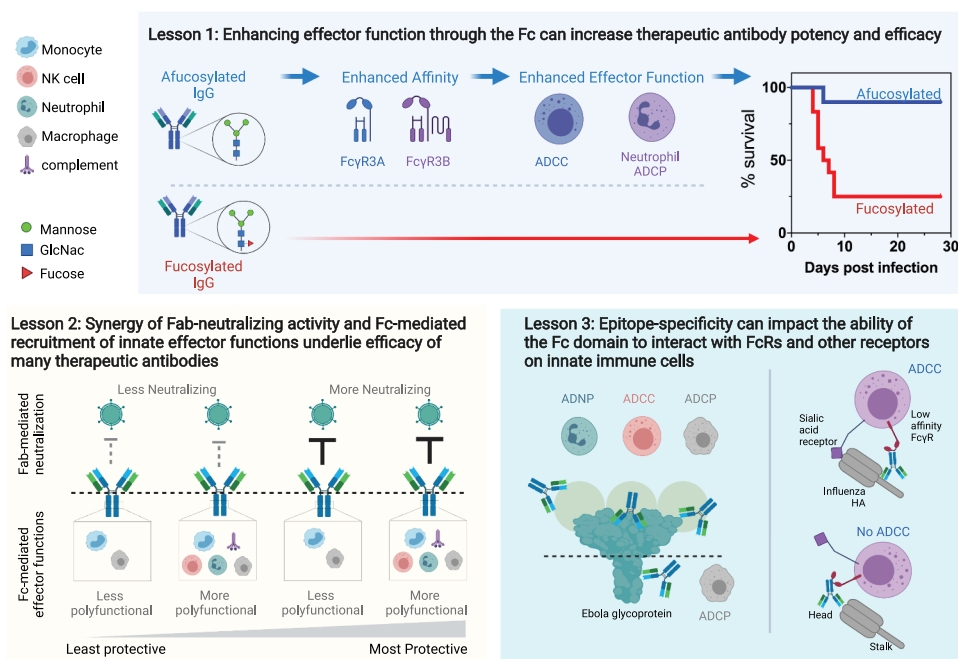 Monocyte
NK cell
Neutrophil
Macrophage
complement
Mannose
GlcNac
Fucose
Lesson 1: Enhancing effector function through the Fc can increase therapeutic antibody potency and efficacy
Afucosylated
IgG
Enhanced Affinity
Enhanced Effector Function
FcγR3A
FcγR3B
ADCC
Neutrophil
ADCP
Fucosylated
IgG
% survival
100
50
0
Afucosylated
Fucosylated
0
10
20
30
Days post infection
Lesson 2: Synergy of Fab-neutralizing activity and Fc-mediated
recruitment of innate effector functions underlie efficacy of
many therapeutic antibodies
Less Neutralizing
More Neutralizing
Fab-mediated
neutralization
Fc-mediated
effector functions
Less
polyfunctional
More
polyfunctional
Less
polyfunctional
More
polyfunctional
Least protective
Most Protective
Lesson 3: Epitope-specificity can impact the ability of
the Fc domain to interact with FcRs and other receptors
on innate immune cells
ADNP
ADCC
ADCP
Ebola glycoprotein
ADCP
ADCC
Sialic
acid
receptor
Low
affinity
FcγR
Influenza
HA
No ADCC
Head
Stalk